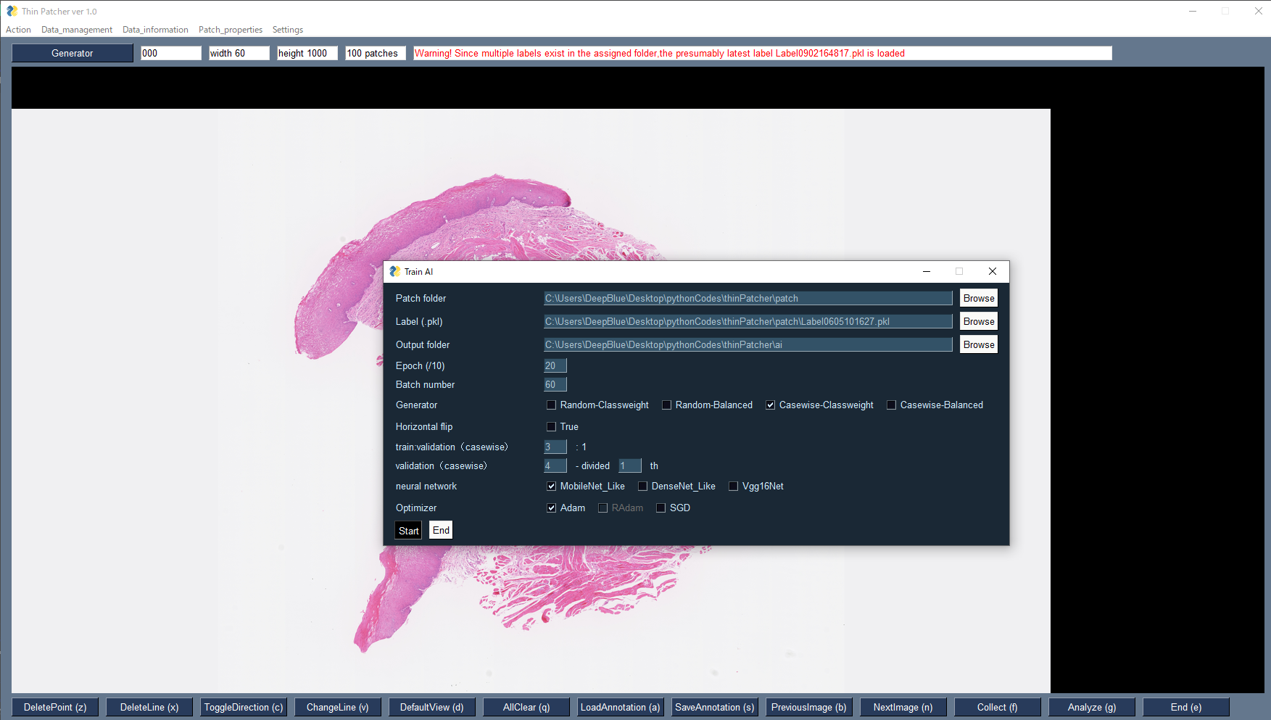 Thin Patcher ver 1.0
Action Data_management Data_information Patch_properties Settings
Generator 000 width 60 height 1000 100 patches Warning! Since multiple labels exist in the assigned folder,the presumably latest label Label0902164817.pkl is loaded
Train AI
Patch folder C:\Users\DeepBlue\Desktop\pythonCodes\thinPatcher\patch Browse
Label (.pkl) C:\Users\DeepBlue\Desktop\pythonCodes\thinPatcher\patch\Label0605101627.pkl Browse
Output folder C:\Users\DeepBlue\Desktop\pythonCodes\thinPatcher\ai Browse
Epoch (/10) 20
Batch number 60
Generator Random-Classweight Random-Balanced Casewise-Classweight Casewise-Balanced
Horizontal flip True
train:validation（casewise） 3 : 1
validation（casewise） 4 - divided 1 th
neural network MobileNet_Like DenseNet_Like Vgg16Net
Optimizer Adam RAdam SGD
Start End
DeletePoint (z) DeleteLine (x) ToggleDirection (c) ChangeLine (v) DefaultView (d) AllClear (q) LoadAnnotation (a) SaveAnnotation (s) PreviousImage (b) NextImage (n) Collect (f) Analyze (g) End (e)